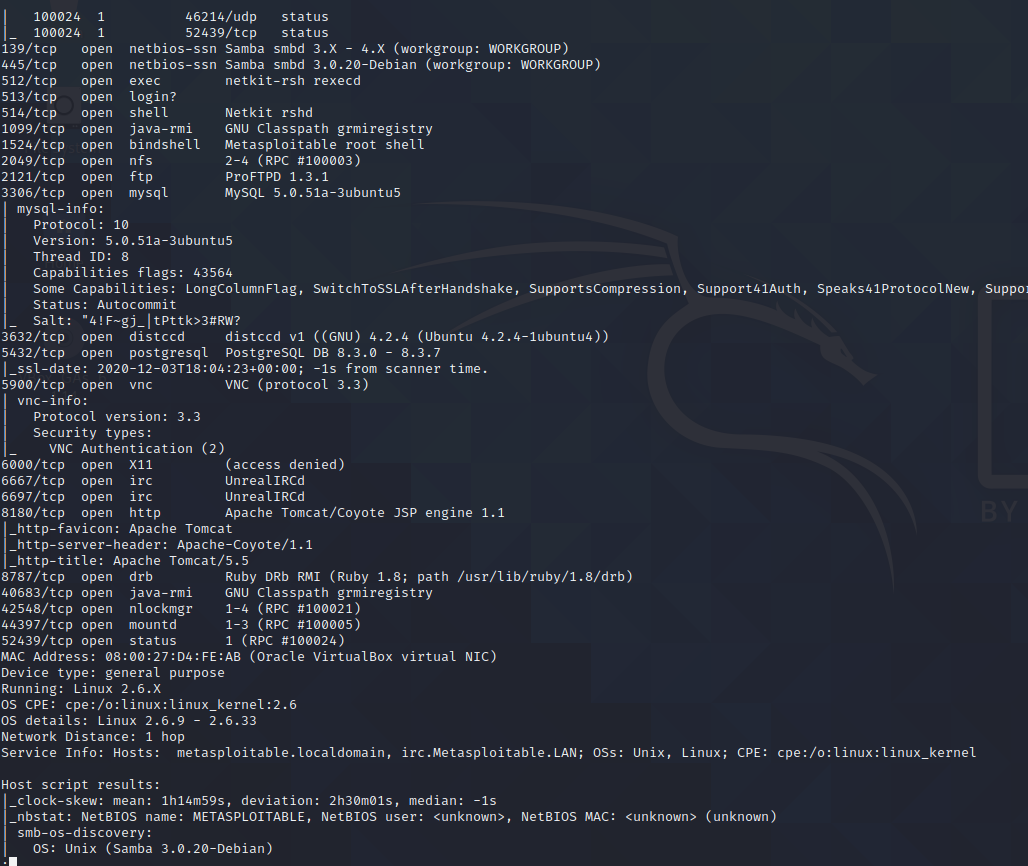 |   100024  1          46214/udp   status
|_  100024  1          52439/tcp   status
139/tcp   open  netbios-ssn Samba smbd 3.X - 4.X (workgroup: WORKGROUP)
445/tcp   open  netbios-ssn Samba smbd 3.0.20-Debian (workgroup: WORKGROUP)
512/tcp   open  exec        netkit-rsh rexecd
513/tcp   open  login?
514/tcp   open  shell       Netkit rshd
1099/tcp  open  java-rmi    GNU Classpath grmiregistry
1524/tcp  open  bindshell   Metasploitable root shell
2049/tcp  open  nfs         2-4 (RPC #100003)
2121/tcp  open  ftp         ProFTPD 1.3.1
3306/tcp  open  mysql       MySQL 5.0.51a-3ubuntu5
| mysql-info:
|   Protocol: 10
|   Version: 5.0.51a-3ubuntu5
|   Thread ID: 8
|   Capabilities flags: 43564
|   Some Capabilities: LongColumnFlag, SwitchToSSLAfterHandshake, SupportsCompression, Support41Auth, Speaks41ProtocolNew, Suppo
|   Status: Autocommit
|_  Salt: "4!F~gj_|tPttk>3#RW?
3632/tcp  open  distccd     distccd v1 ((GNU) 4.2.4 (Ubuntu 4.2.4-1ubuntu4))
5432/tcp  open  postgresql  PostgreSQL DB 8.3.0 - 8.3.7
|_ssl-date: 2020-12-03T18:04:23+00:00; -1s from scanner time.
5900/tcp  open  vnc         VNC (protocol 3.3)
| vnc-info:
|   Protocol version: 3.3
|   Security types:
|_    VNC Authentication (2)
6000/tcp  open  X11         (access denied)
6667/tcp  open  irc         UnrealIRCd
6697/tcp  open  irc         UnrealIRCd
8180/tcp  open  http        Apache Tomcat/Coyote JSP engine 1.1
|_http-favicon: Apache Tomcat
|_http-server-header: Apache-Coyote/1.1
|_http-title: Apache Tomcat/5.5
8787/tcp  open  drb         Ruby DRb RMI (Ruby 1.8; path /usr/lib/ruby/1.8/drb)
40683/tcp open  java-rmi    GNU Classpath grmiregistry
42548/tcp open  nlockmgr    1-4 (RPC #100021)
44397/tcp open  mountd      1-3 (RPC #100005)
52439/tcp open  status      1 (RPC #100024)
MAC Address: 08:00:27:D4:FE:AB (Oracle VirtualBox virtual NIC)
Device type: general purpose
Running: Linux 2.6.X
OS CPE: cpe:/o:linux:linux_kernel:2.6
OS details: Linux 2.6.9 - 2.6.33
Network Distance: 1 hop
Service Info: Hosts:  metasploitable.localdomain, irc.Metasploitable.LAN; OSs: Unix, Linux; CPE: cpe:/o:linux:linux_kernel

Host script results:
|_clock-skew: mean: 1h14m59s, deviation: 2h30m01s, median: -1s
|_nbstat: NetBIOS name: METASPLOITABLE, NetBIOS user: <unknown>, NetBIOS MAC: <unknown> (unknown)
| smb-os-discovery:
|   OS: Unix (Samba 3.0.20-Debian)
:
BY